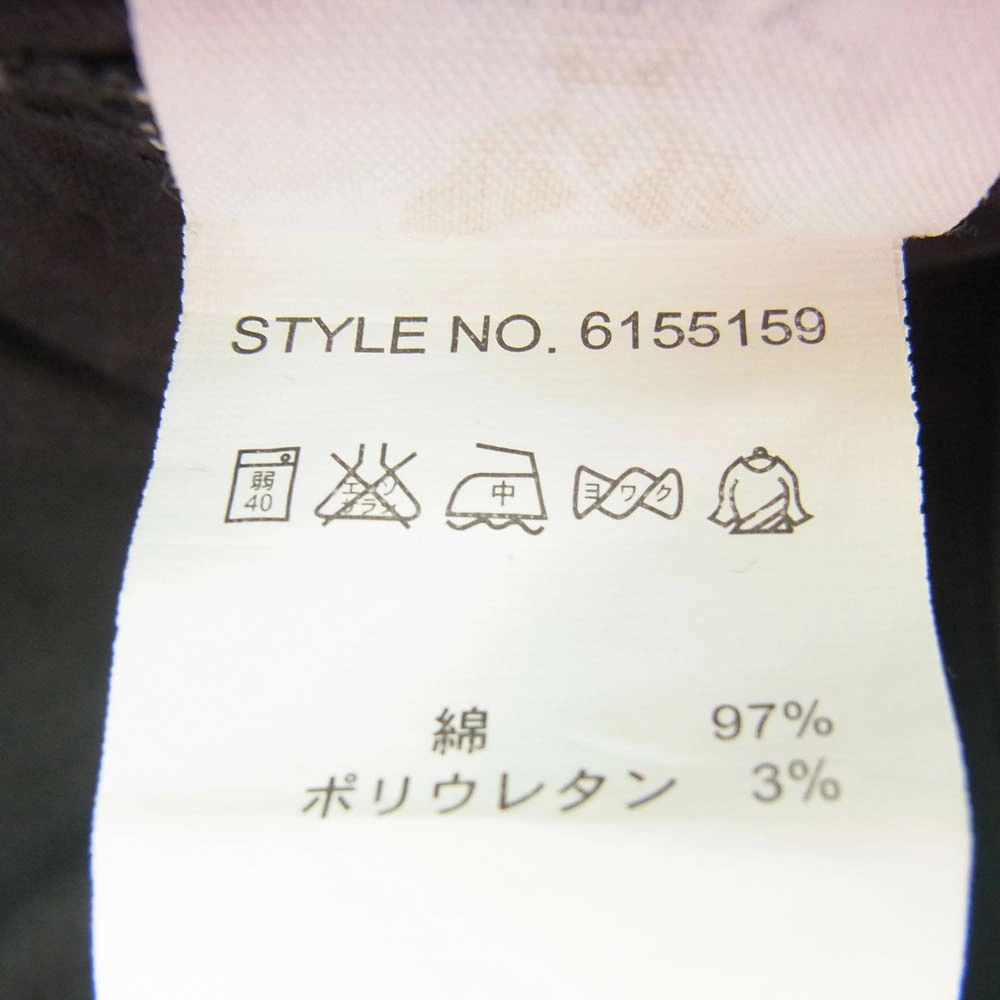 STYLE NO. 6155159
弱 40 エンソ サラシ 中 ヨワク
綿 97%
ポリウレタン 3%